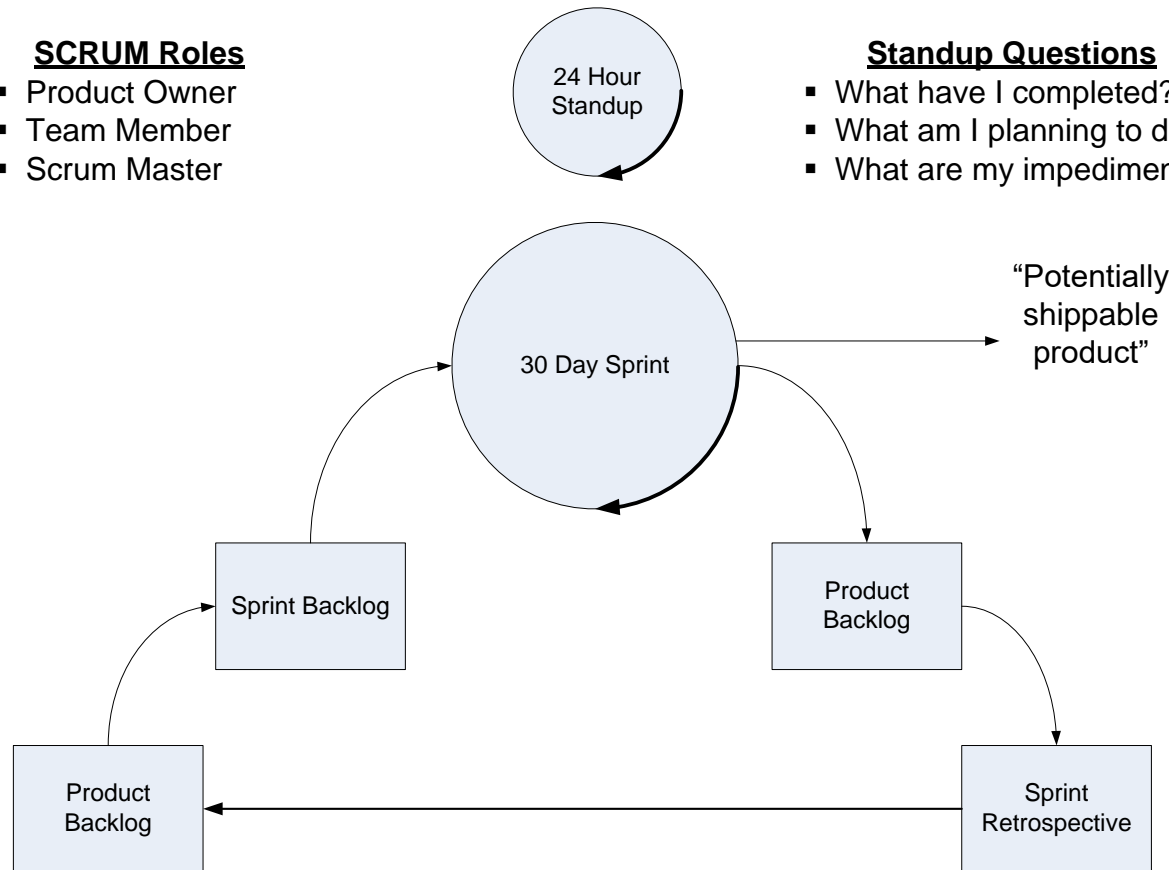 SCRUM Roles
▪ Product Owner
▪ Team Member
▪ Scrum Master
24 Hour
Standup
Standup Questions
▪ What have I completed?
▪ What am I planning to d
▪ What are my impedimen
“Potentially
shippable
product”
30 Day Sprint
Sprint Backlog
Product
Backlog
Product
Backlog
Sprint
Retrospective